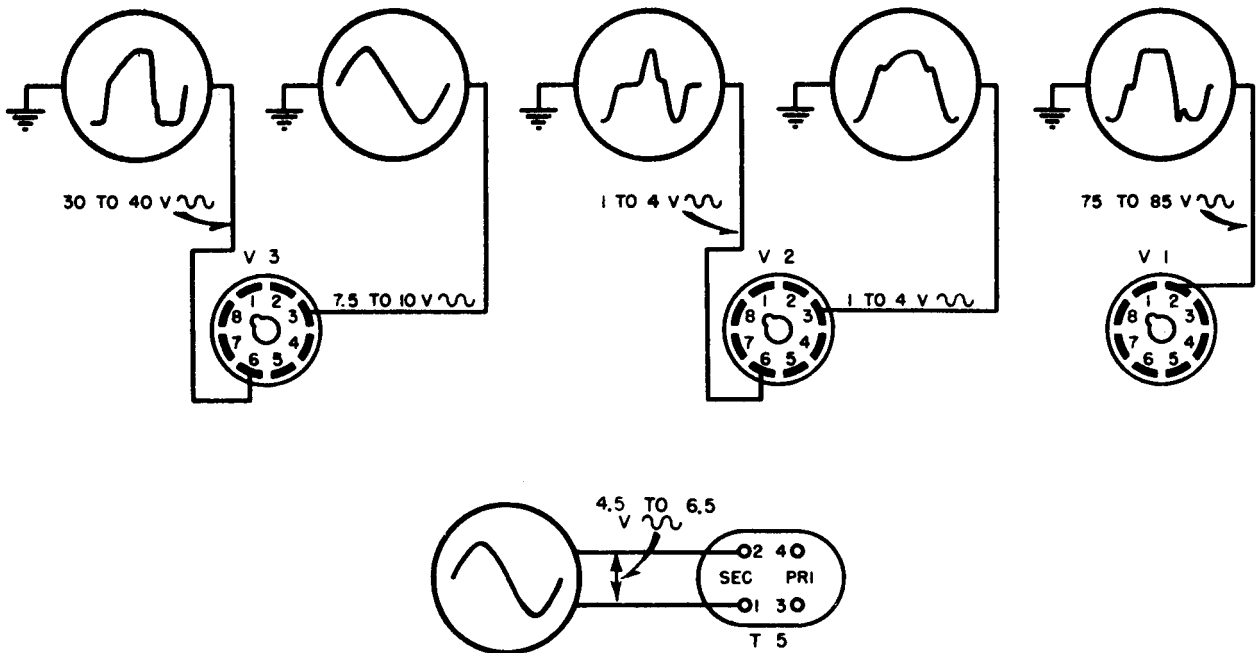 30 TO 40 V
1 TO 4 V
75 TO 85 V
V 3
V 2
V 1
7.5 TO 10 V
1 TO 4 V
1 2
8 3
7 4
6 5
1 2
8 3
7 4
6 5
1 2
8 3
7 4
6 5
4.5 TO 6.5
V
2 4
SEC PRI
1 3
T 5